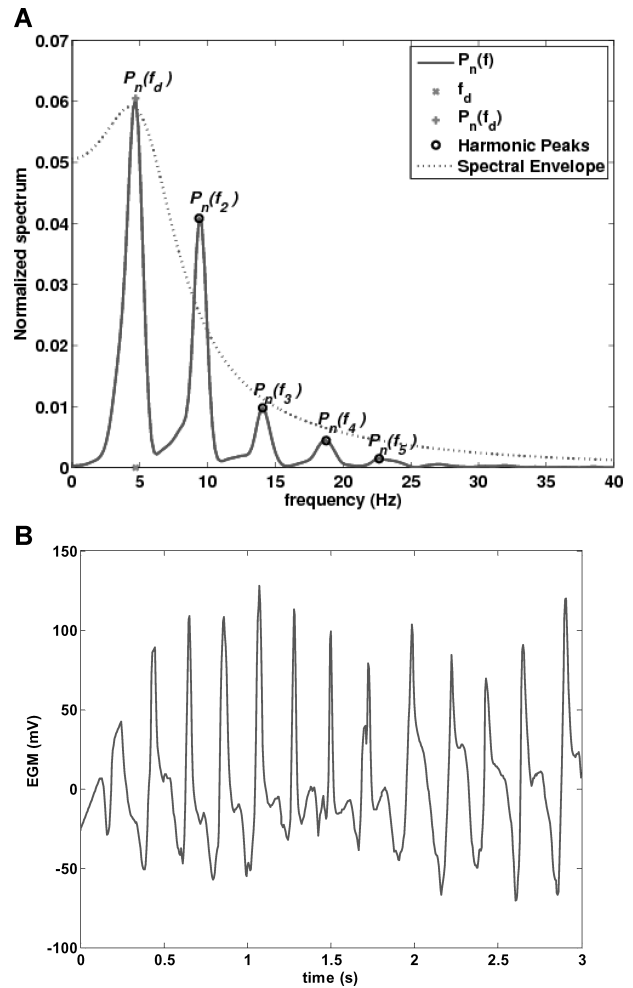 A
0.07
0.06
0.05
0.04
0.03
0.02
0.01
0
Normalized spectrum
Pn(fd)
Pn(f2)
Pn(f3)
Pn(f4)
Pn(f5)
Pn(f)
fd
Pn(fd)
Harmonic Peaks
Spectral Envelope
0 5 10 15 20 25 30 35 40
frequency (Hz)
B
150
100
50
0
-50
-100
EGM (mV)
0 0.5 1 1.5 2 2.5 3
time (s)